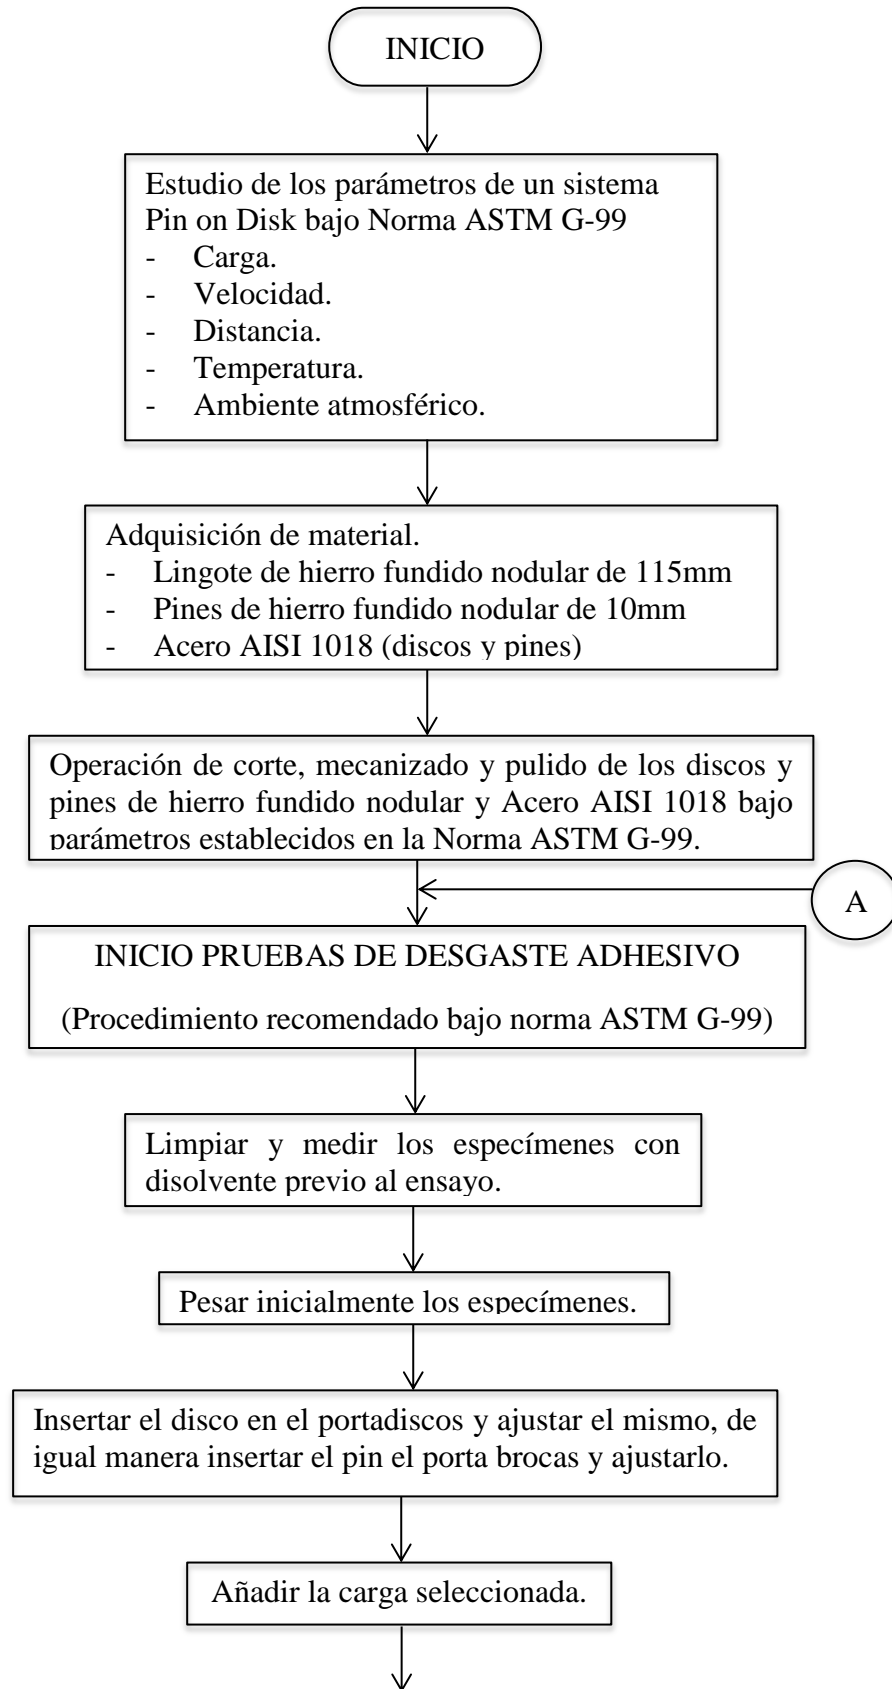 INICIO
Estudio de los parámetros de un sistema
Pin on Disk bajo Norma ASTM G-99
- Carga.
- Velocidad.
- Distancia.
- Temperatura.
- Ambiente atmosférico.
Adquisición de material.
- Lingote de hierro fundido nodular de 115mm
- Pines de hierro fundido nodular de 10mm
- Acero AISI 1018 (discos y pines)
Operación de corte, mecanizado y pulido de los discos y
pines de hierro fundido nodular y Acero AISI 1018 bajo
parámetros establecidos en la Norma ASTM G-99.
A
INICIO PRUEBAS DE DESGASTE ADHESIVO
(Procedimiento recomendado bajo norma ASTM G-99)
Limpiar y medir los especímenes con
disolvente previo al ensayo.
Pesar inicialmente los especímenes.
Insertar el disco en el portadiscos y ajustar el mismo, de
igual manera insertar el pin el porta brocas y ajustarlo.
Añadir la carga seleccionada.